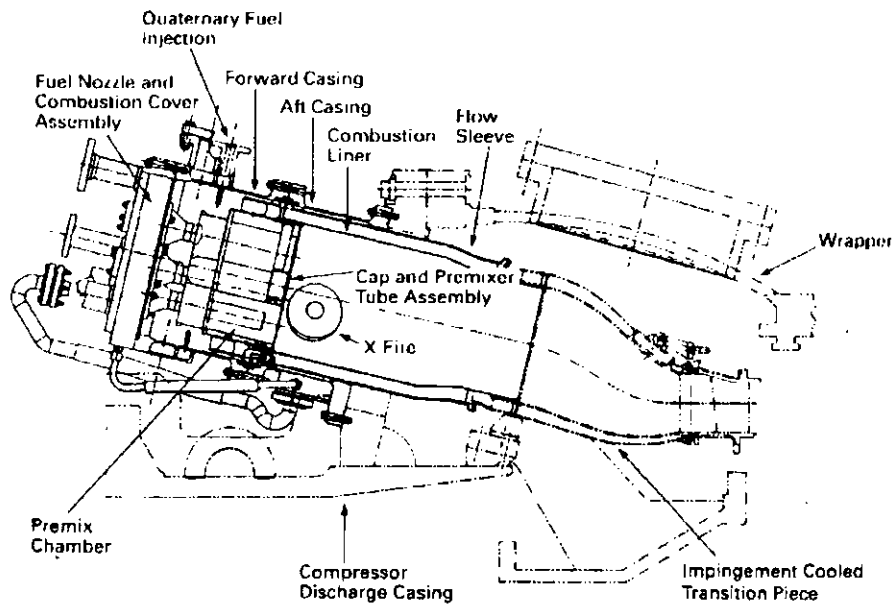 Quaternary Fuel
Injection
Fuel Nozzle and
Combustion Cover
Assembly
Forward Casing
Aft Casing
Combustion
Liner
Flow
Sleeve
Wrapper
Cap and Premixer
Tube Assembly
X Fire
Premix
Chamber
Compressor
Discharge Casing
Impingement Cooled
Transition Piece